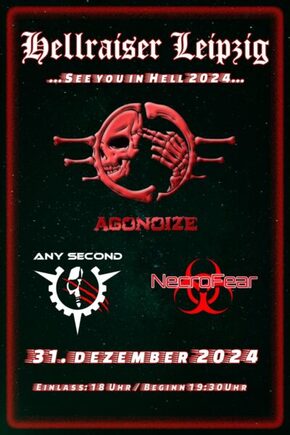 Hellraiser Leipzig
...See you in Hell 2024...
AGONOIZE
ANY SECOND
NecroFear
31. Dezember 2024
Einlass: 18 Uhr / Beginn 19:30 Uhr